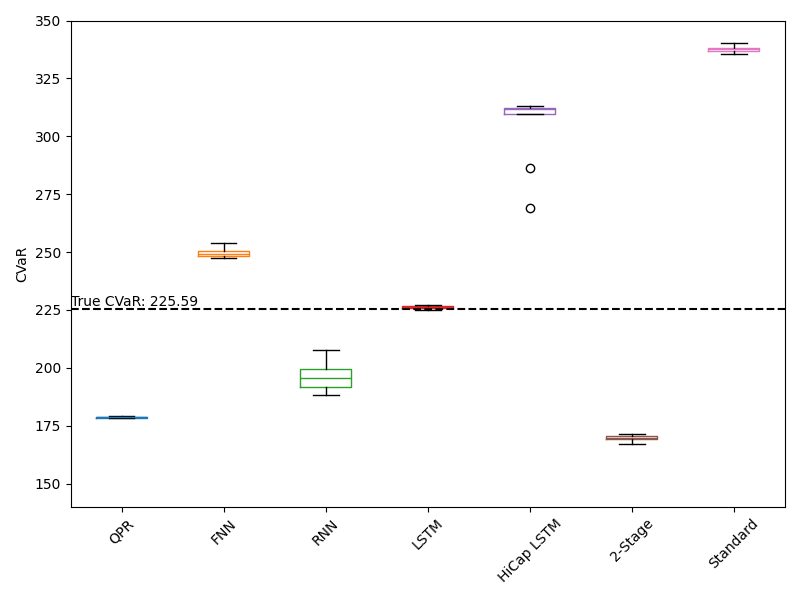 350
325
300
275
250
225
200
175
150
CVaR
True CVaR: 225.59
QPR
FNN
RNN
LSTM
HiCap LSTM
2-Stage
Standard